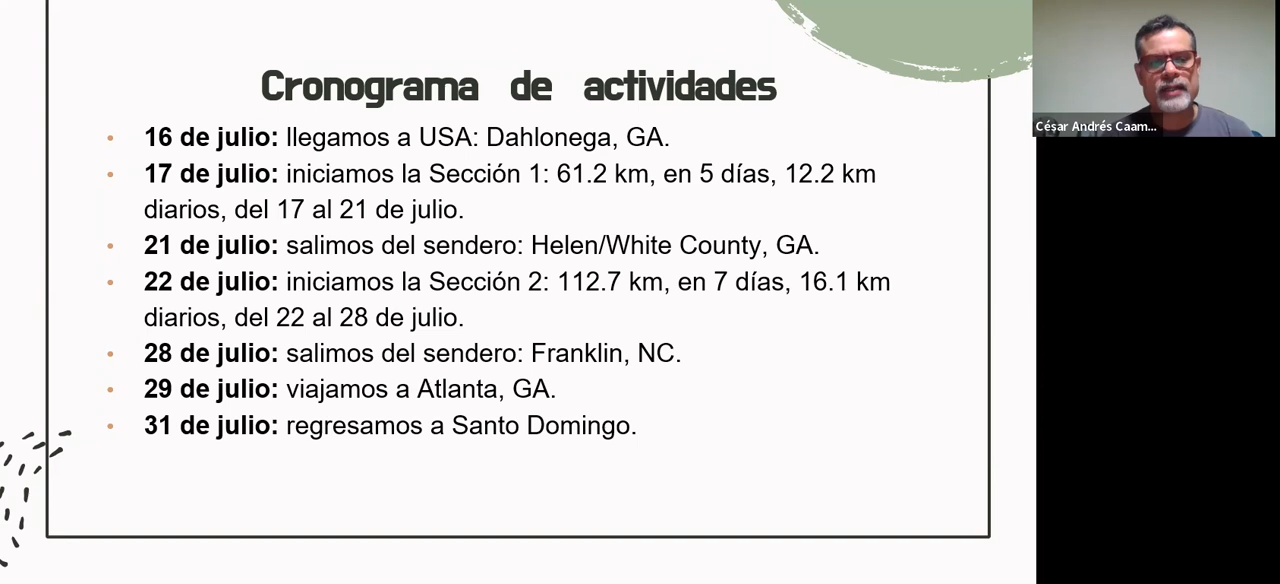 Cronograma de actividades
• 16 de julio: llegamos a USA: Dahlonega, GA.
• 17 de julio: iniciamos la Sección 1: 61.2 km, en 5 días, 12.2 km
diarios, del 17 al 21 de julio.
• 21 de julio: salimos del sendero: Helen/White County, GA.
• 22 de julio: iniciamos la Sección 2: 112.7 km, en 7 días, 16.1 km
diarios, del 22 al 28 de julio.
• 28 de julio: salimos del sendero: Franklin, NC.
• 29 de julio: viajamos a Atlanta, GA.
• 31 de julio: regresamos a Santo Domingo.
César Andrés Caam...